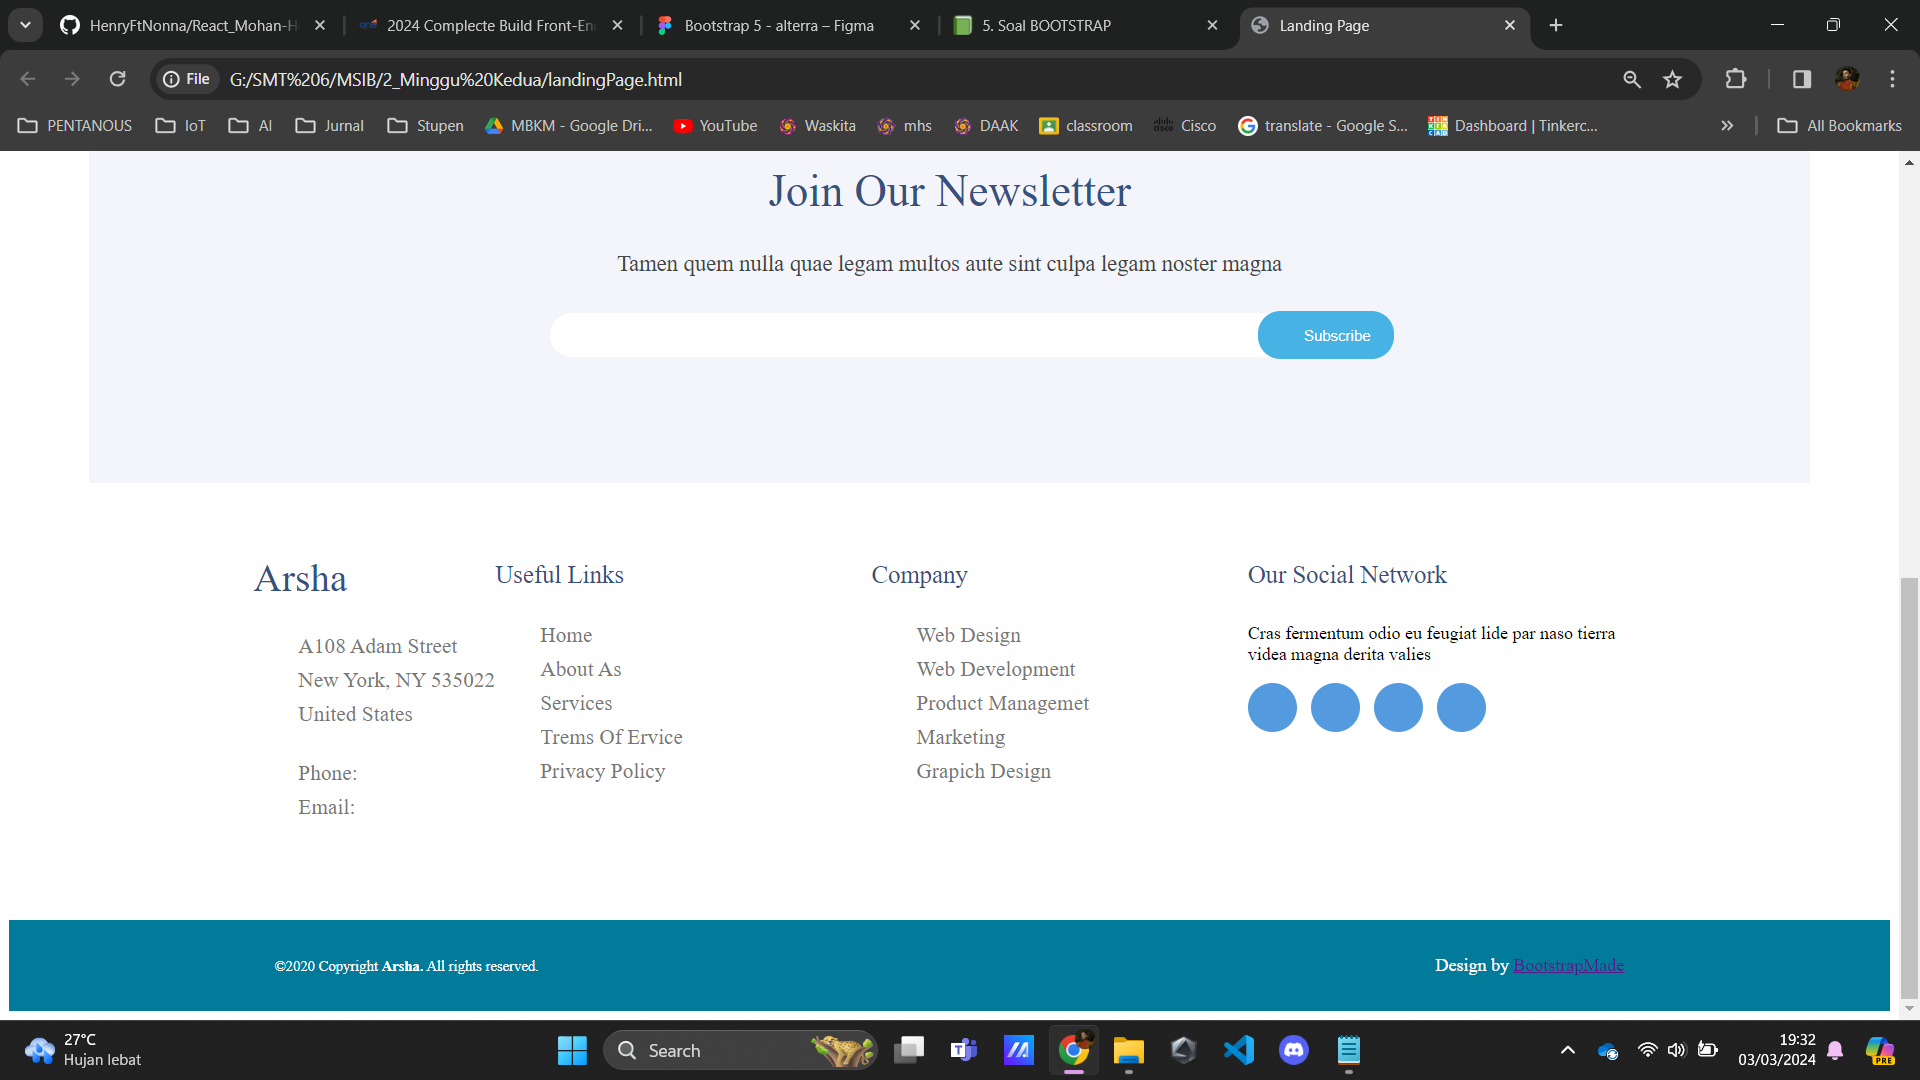 HenryFtNonna/React_Mohan-H
2024 Complecte Build Front-En
Bootstrap 5 - alterra – Figma
5. Soal BOOTSTRAP
Landing Page
File
G:/SMT%206/MSIB/2_Minggu%20Kedua/landingPage.html
PENTANOUS
IoT
AI
Jurnal
Stupen
MBKM - Google Dri...
YouTube
Waskita
mhs
DAAK
classroom
Cisco
translate - Google S...
Dashboard | Tinkerc...
All Bookmarks
Join Our Newsletter
Tamen quem nulla quae legam multos aute sint culpa legam noster magna
Subscribe
Arsha
A108 Adam Street
New York, NY 535022
United States
Phone:
Email:
Useful Links
Home
About As
Services
Trems Of Ervice
Privacy Policy
Company
Web Design
Web Development
Product Managemet
Marketing
Grapich Design
Our Social Network
Cras fermentum odio eu feugiat lide par naso tierra
videa magna derita valies
©2020 Copyright Arsha. All rights reserved.
Design by BootstrapMade
27°C
Hujan lebat
Search
19:32
03/03/2024
PRE